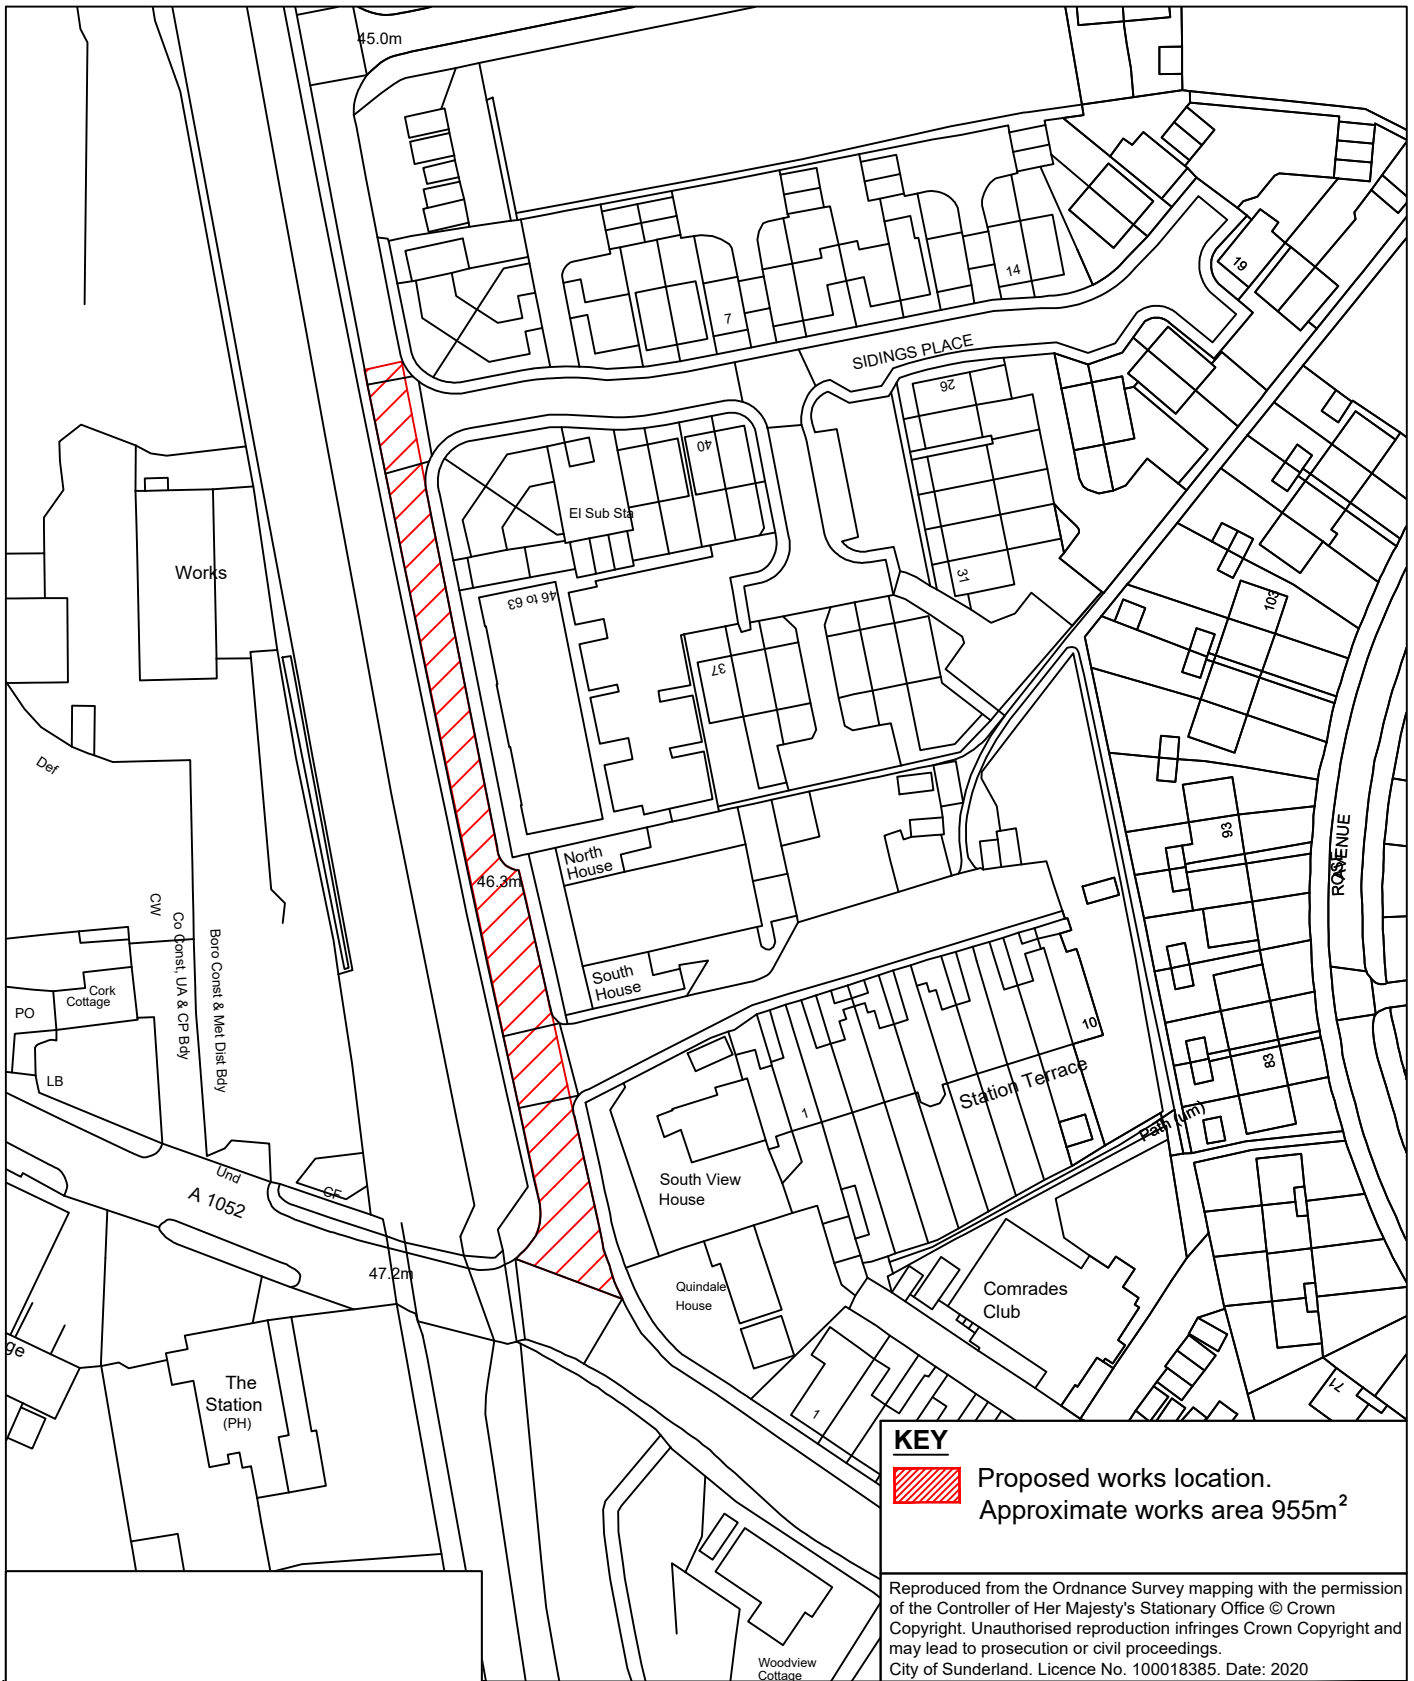 45.0m
19
14
7
SIDINGS PLACE
26
40
El Sub Sta
Works
46 to 63
31
103
37
Def
ROSE AVENUE
93
North
House
46.3m
CW
Co Const, UA & CP Bdy
Boro Const & Met Dist Bdy
South
House
Cork
Cottage
PO
10
83
LB
Station Terrace
1
Path (um)
Und
CF
A 1052
South View
House
47.2m
Quindale
House
Comrades
Club
ge
The
Station
(PH)
71
1
KEY
Proposed works location.
Approximate works area 955m²
Reproduced from the Ordnance Survey mapping with the permission
of the Controller of Her Majesty's Stationary Office © Crown
Copyright. Unauthorised reproduction infringes Crown Copyright and
may lead to prosecution or civil proceedings.
City of Sunderland. Licence No. 100018385. Date: 2020
Woodview
Cottage